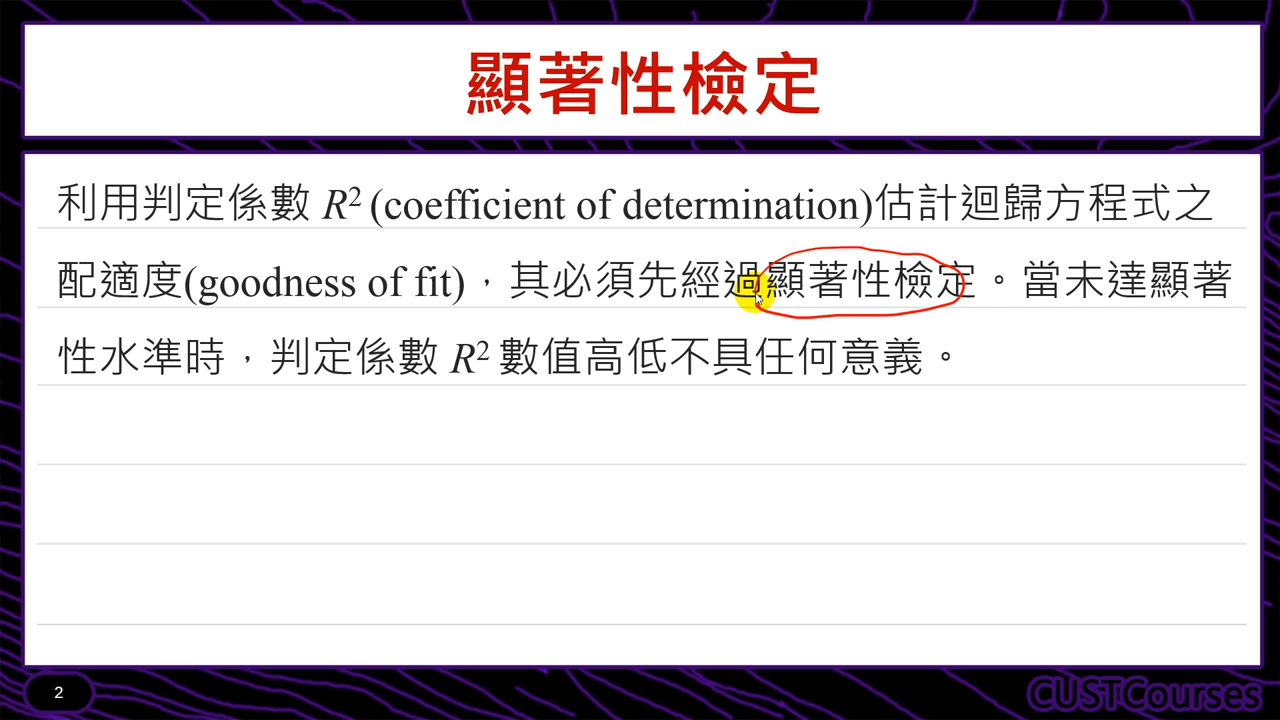 顯著性檢定
利用判定係數 R² (coefficient of determination)估計迴歸方程式之
配適度(goodness of fit)，其必須先經過顯著性檢定。當未達顯著
性水準時，判定係數 R² 數值高低不具任何意義。
2
CUSTCourses